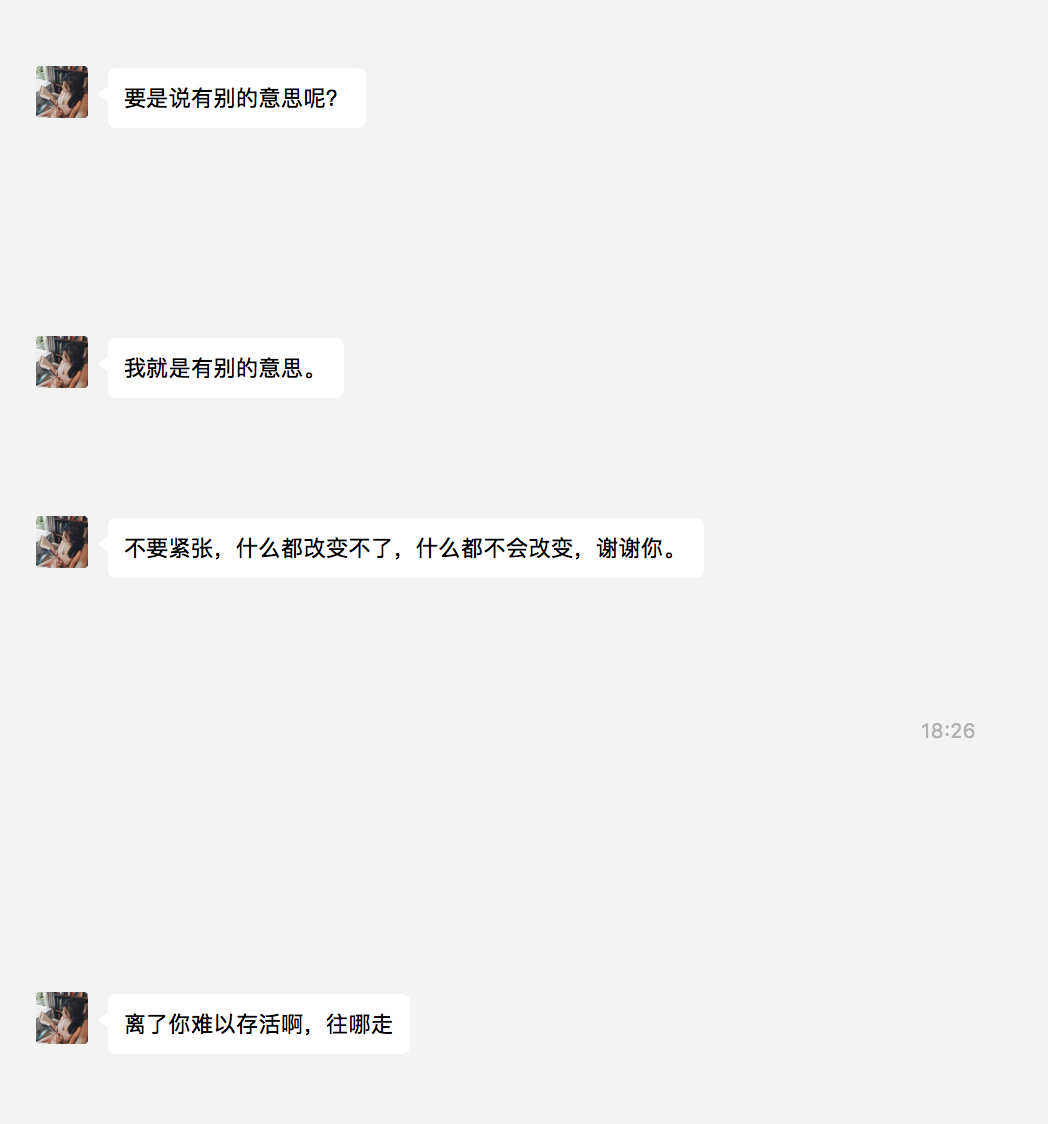 要是说有别的意思呢?
我就是有别的意思。
不要紧张，什么都改变不了，什么都不会改变，谢谢你。
18:26
离了你难以存活啊，往哪走